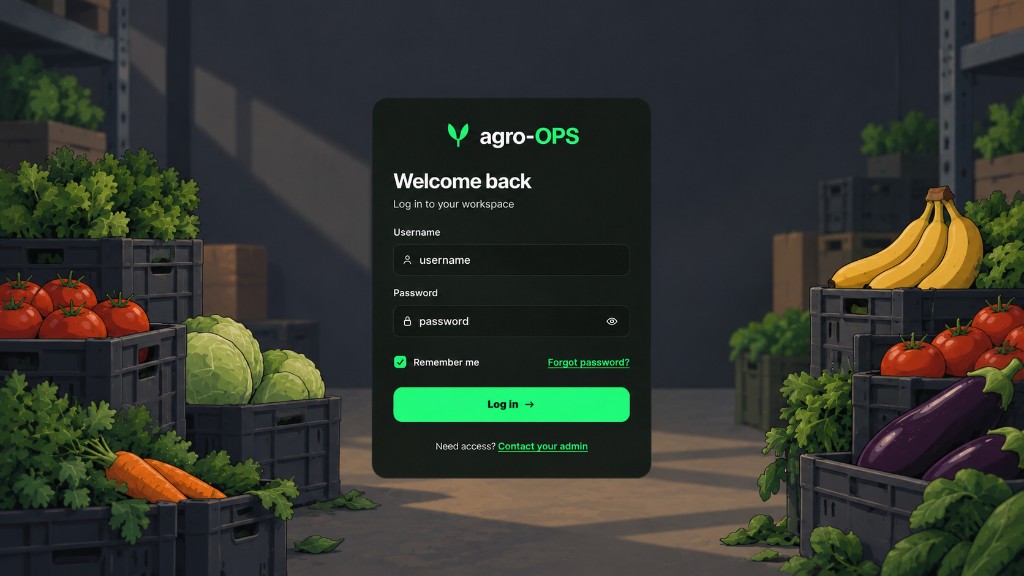 agro-OPS
Welcome back
Log in to your workspace
Username
username
Password
password
Remember me
Forgot password?
Log in →
Need access? Contact your admin